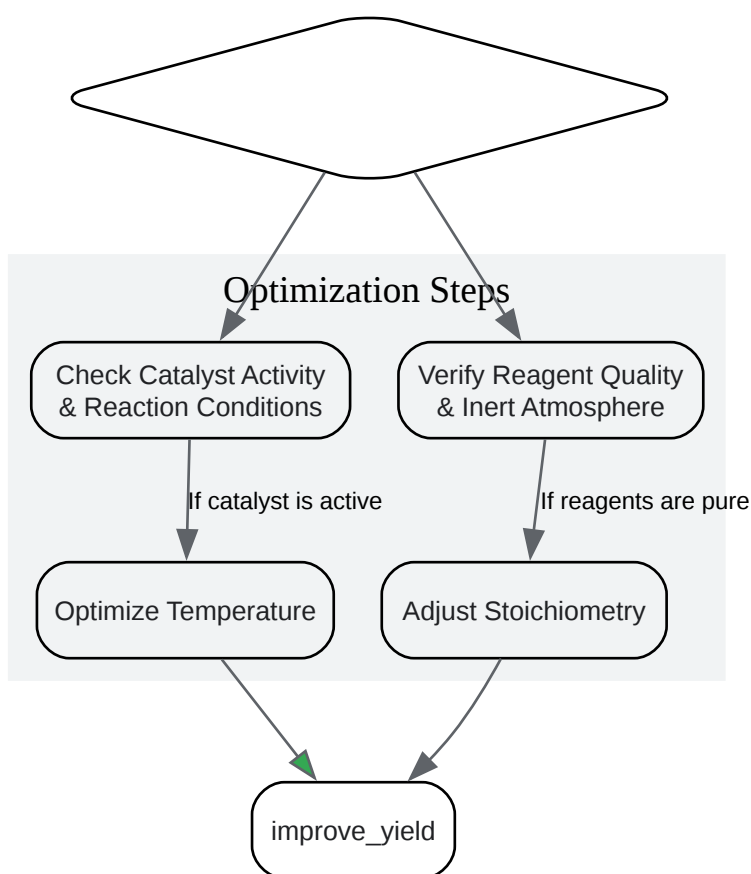 Optimization Steps
Check Catalyst Activity
& Reaction Conditions
Verify Reagent Quality
& Inert Atmosphere
If catalyst is active
If reagents are pure
Optimize Temperature
Adjust Stoichiometry
improve_yield